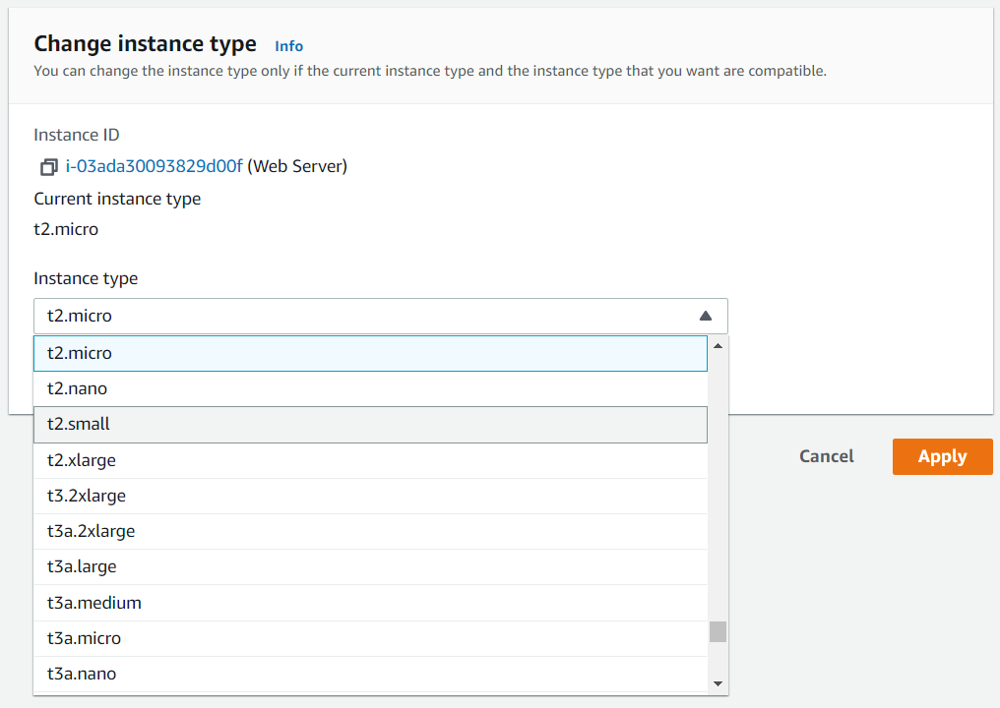 Change instance type Info
You can change the instance type only if the current instance type and the instance type that you want are compatible.
Instance ID
i-03ada30093829d00f (Web Server)
Current instance type
t2.micro
Instance type
t2.micro
t2.micro
t2.nano
t2.small
t2.xlarge
t3.2xlarge
t3a.2xlarge
t3a.large
t3a.medium
t3a.micro
t3a.nano
Cancel Apply